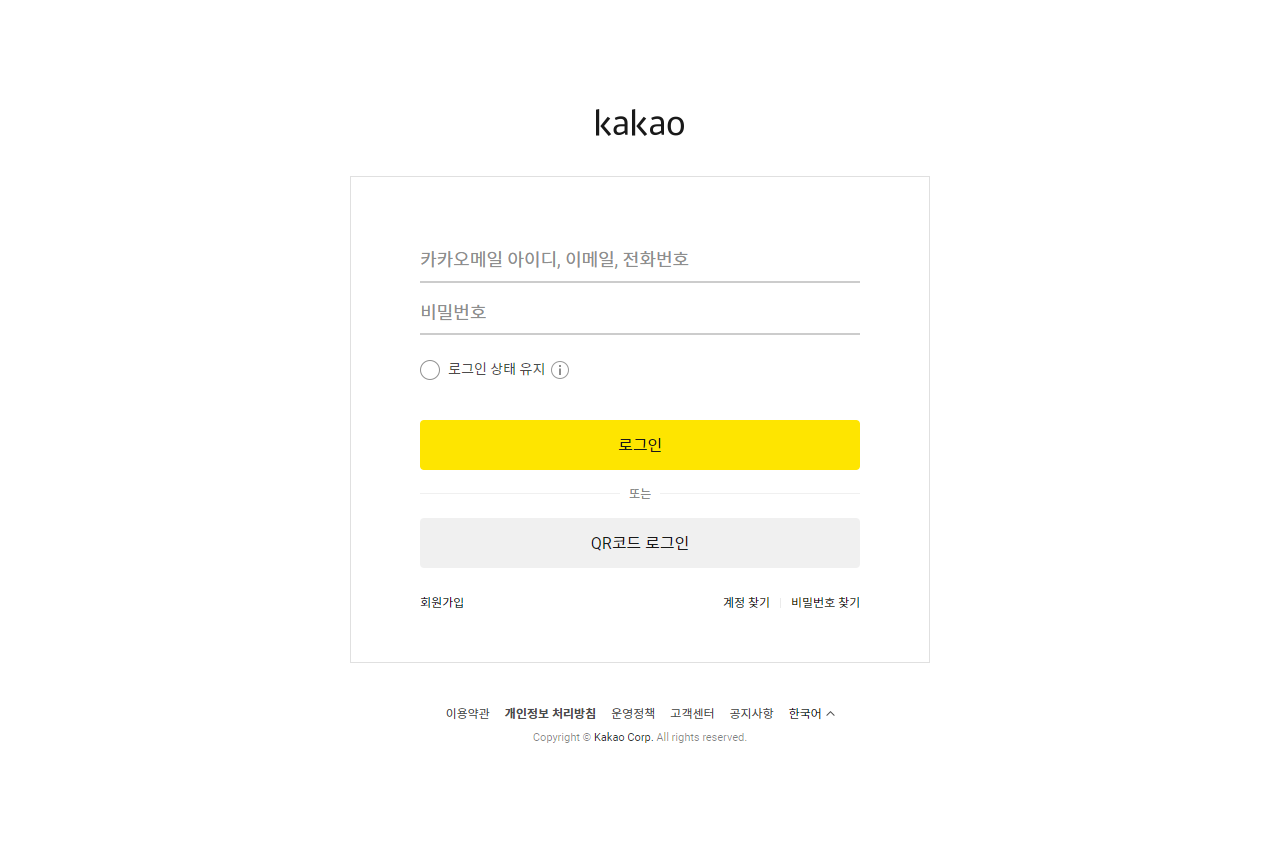 kakao
카카오메일 아이디, 이메일, 전화번호
비밀번호
로그인 상태 유지
로그인
또는
QR코드 로그인
회원가입 계정 찾기 비밀번호 찾기
이용약관 개인정보 처리방침 운영정책 고객센터 공지사항 한국어
Copyright © Kakao Corp. All rights reserved.